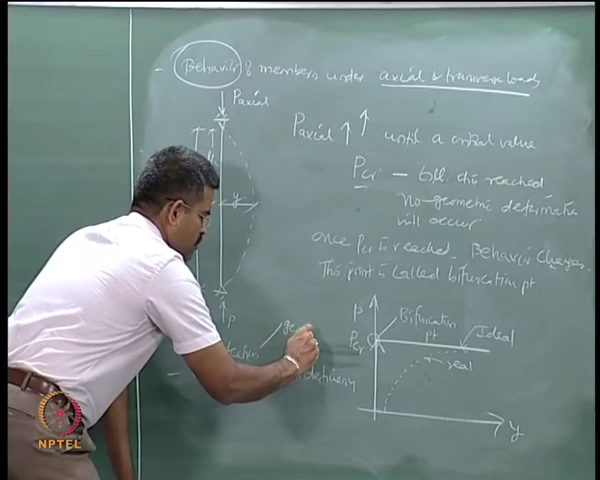 - Behavior of members under axial & transverse loads
Paxial
Paxial ↑ ↑ until a critical value
Pcr – till this reached
No-geometric deformation
will occur
once Pcr is reached. Behavior changes.
This point is called bifurcation pt
y
P
P
Pcr
Bifurcation
pt
Ideal
real
y
ge
NPTEL